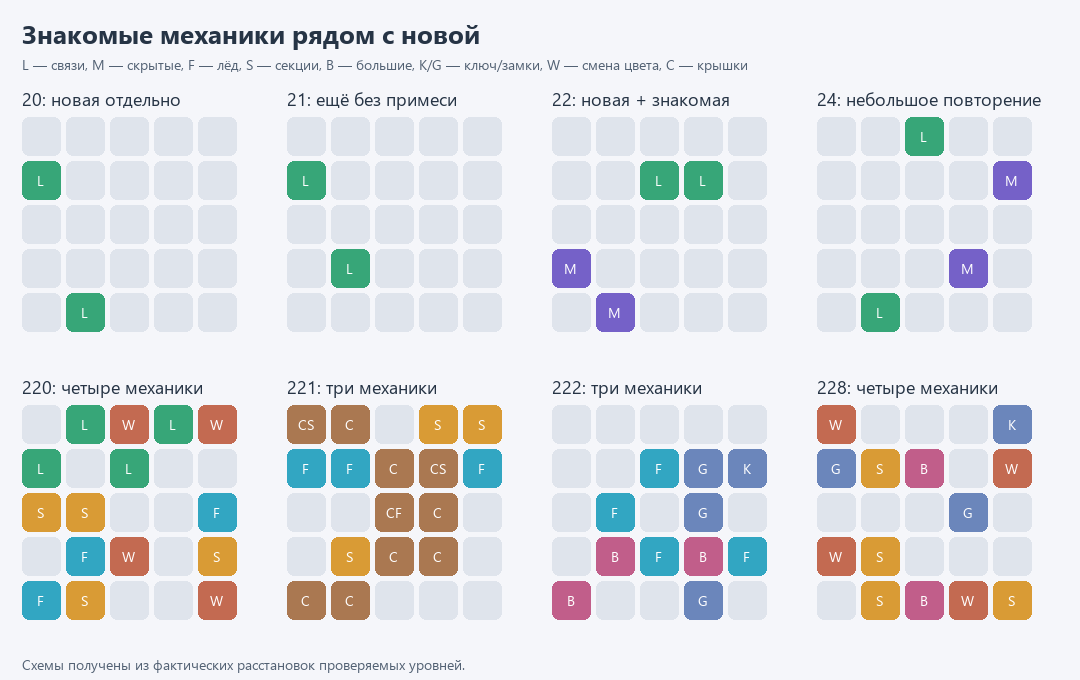 Знакомые механики рядом с новой
L — связи, M — скрытые, F — лёд, S — секции, B — большие, K/G — ключ/замки, W — смена цвета, C — крышки
20: новая отдельно
21: ещё без примеси
22: новая + знакомая
24: небольшое повторение
L
L
L
L
L L
M
M
L
M
M
L
220: четыре механики
221: три механики
222: три механики
228: четыре механики
L W L W
L L
S S F
F W S
F S W
CS C S S
F F C CS F
CF C
S C C
C C
F G K
F G
B F B F
B G
W K
G S B W
G
W S
S B W S
Схемы получены из фактических расстановок проверяемых уровней.